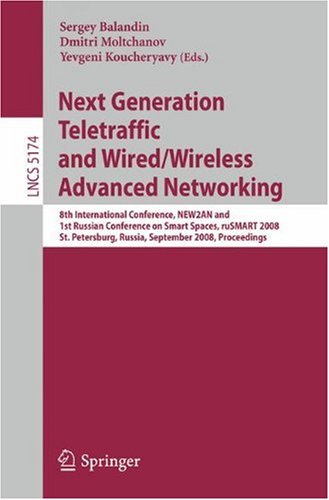 Sergey Balandin
Dmitri Moltchanov
Yevgeni Koucheryavy (Eds.)
LNCS 5174
Next Generation
Teletraffic
and Wired/Wireless
Advanced Networking
8th International Conference, NEW2AN and
1st Russian Conference on Smart Spaces, ruSMART 2008
St. Petersburg, Russia, September 2008, Proceedings
Springer